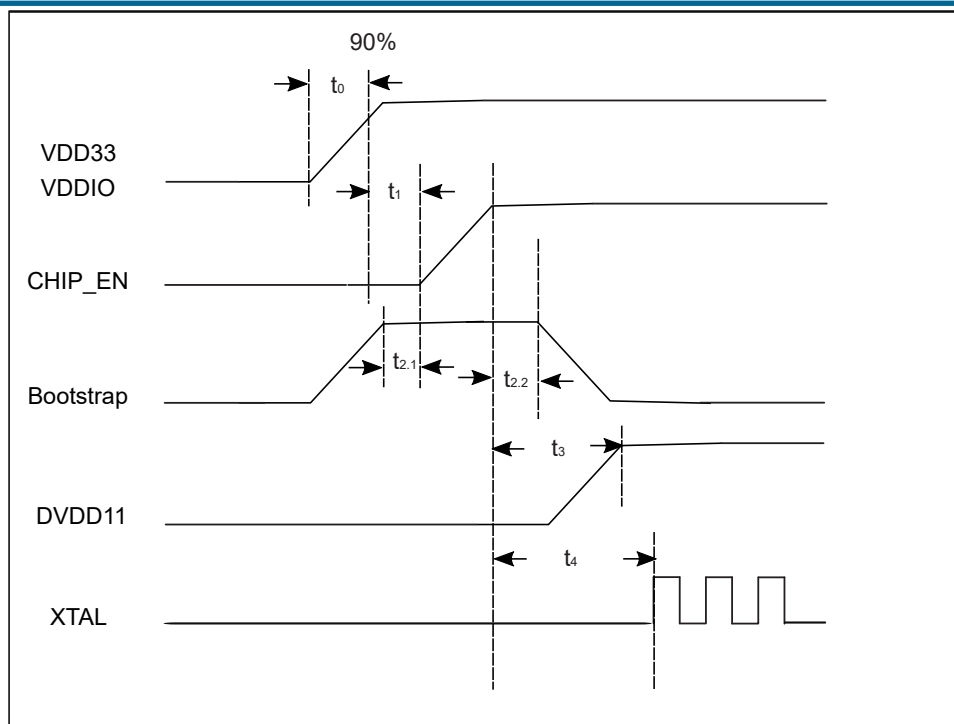 90%
t0
VDD33
VDDIO
t1
CHIP_EN
t2.1
t2.2
Bootstrap
t3
DVDD11
t4
XTAL